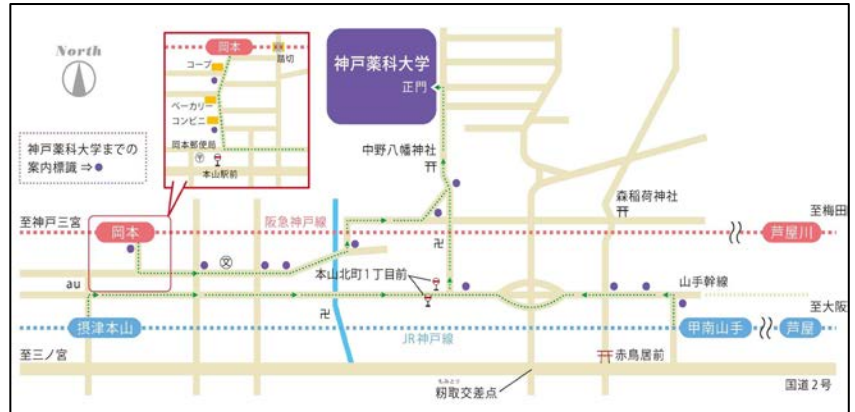 North
神戸薬科大学までの
案内標識 ⇒
岡本
踏切
コープ
ベーカリー
コンビニ
岡本郵便局
〒
本山駅前
神戸薬科大学
正門
中野八幡神社
森稲荷神社
至神戸三宮
岡本
阪急神戸線
至梅田
芦屋川
文
卍
au
本山北町1丁目前
山手幹線
至大阪
摂津本山
卍
JR神戸線
甲南山手
芦屋
至三ノ宮
赤鳥居前
もみとり
籾取交差点
国道2号